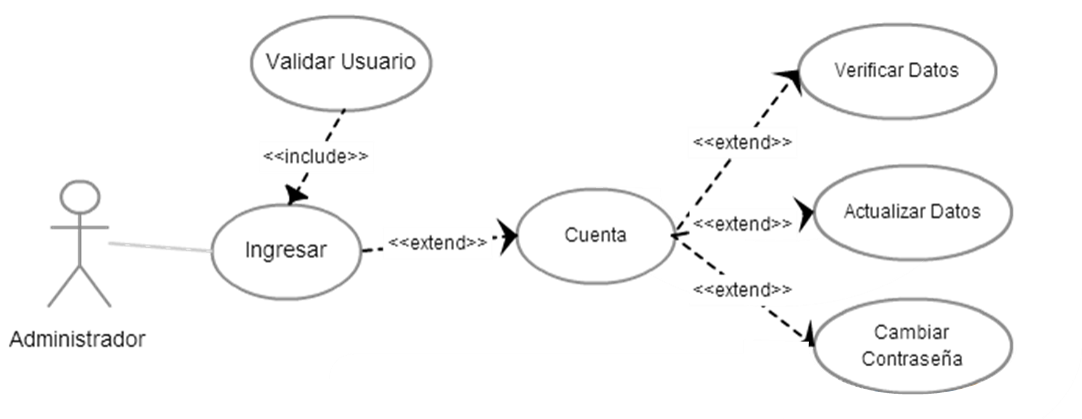 Validar Usuario
<<include>>
Administrador
Ingresar
<<extend>>
Cuenta
<<extend>>
Verificar Datos
<<extend>>
Actualizar Datos
<<extend>>
Cambiar
Contraseña